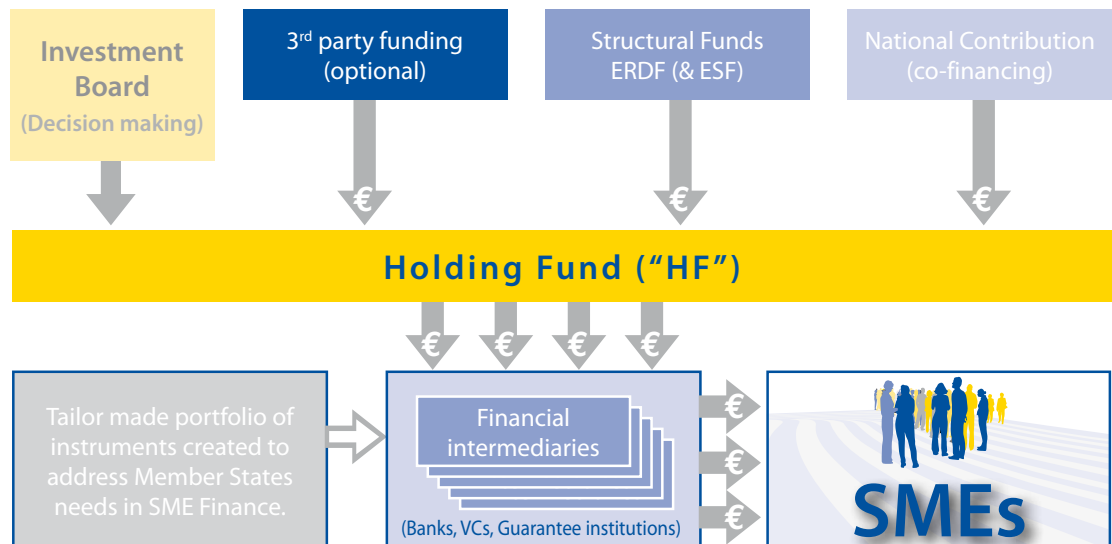 Investment
Board
(Decision making)
3rd party funding
(optional)
Structural Funds
ERDF (& ESF)
National Contribution
(co-financing)
€
€
€
Holding Fund (“HF”)
€ € € €
Tailor made portfolio of
instruments created to
address Member States
needs in SME Finance.
Financial
intermediaries
(Banks, VCs, Guarantee institutions)
€
€
€
SMEs